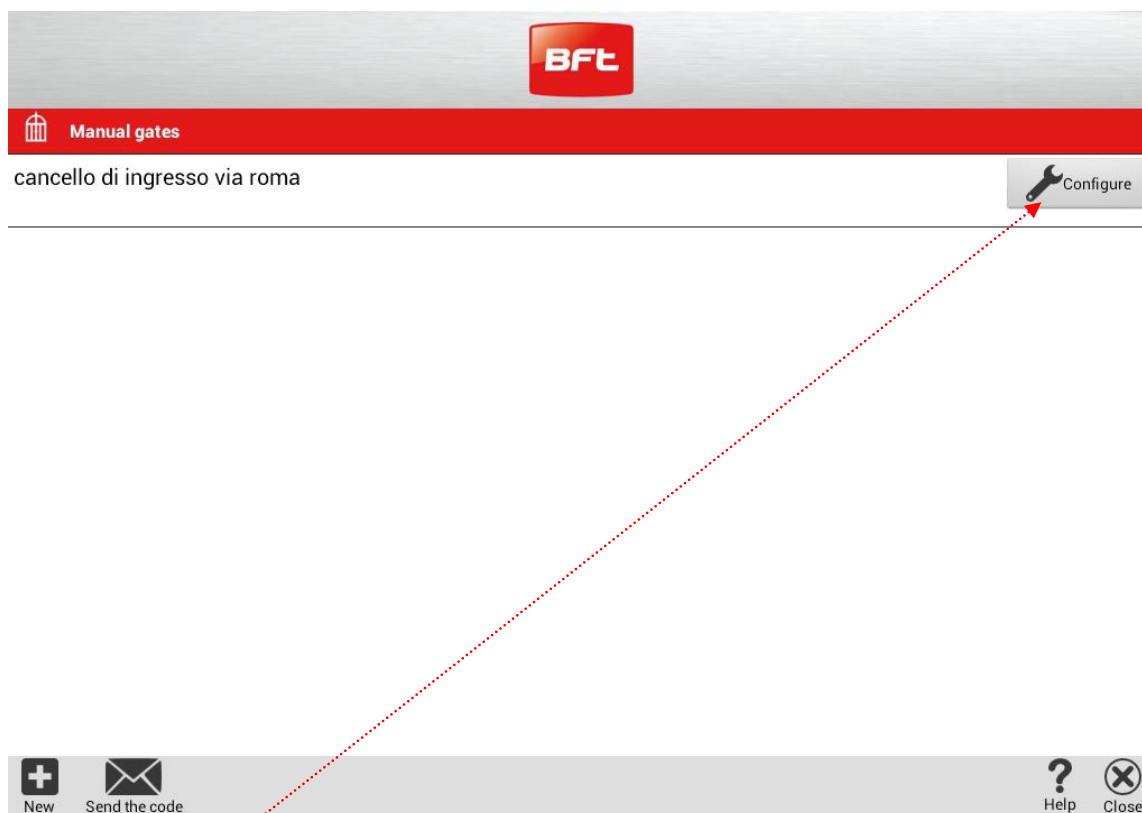 BFt
Manual gates
cancello di ingresso via roma
Configure
New
Send the code
Help
Close